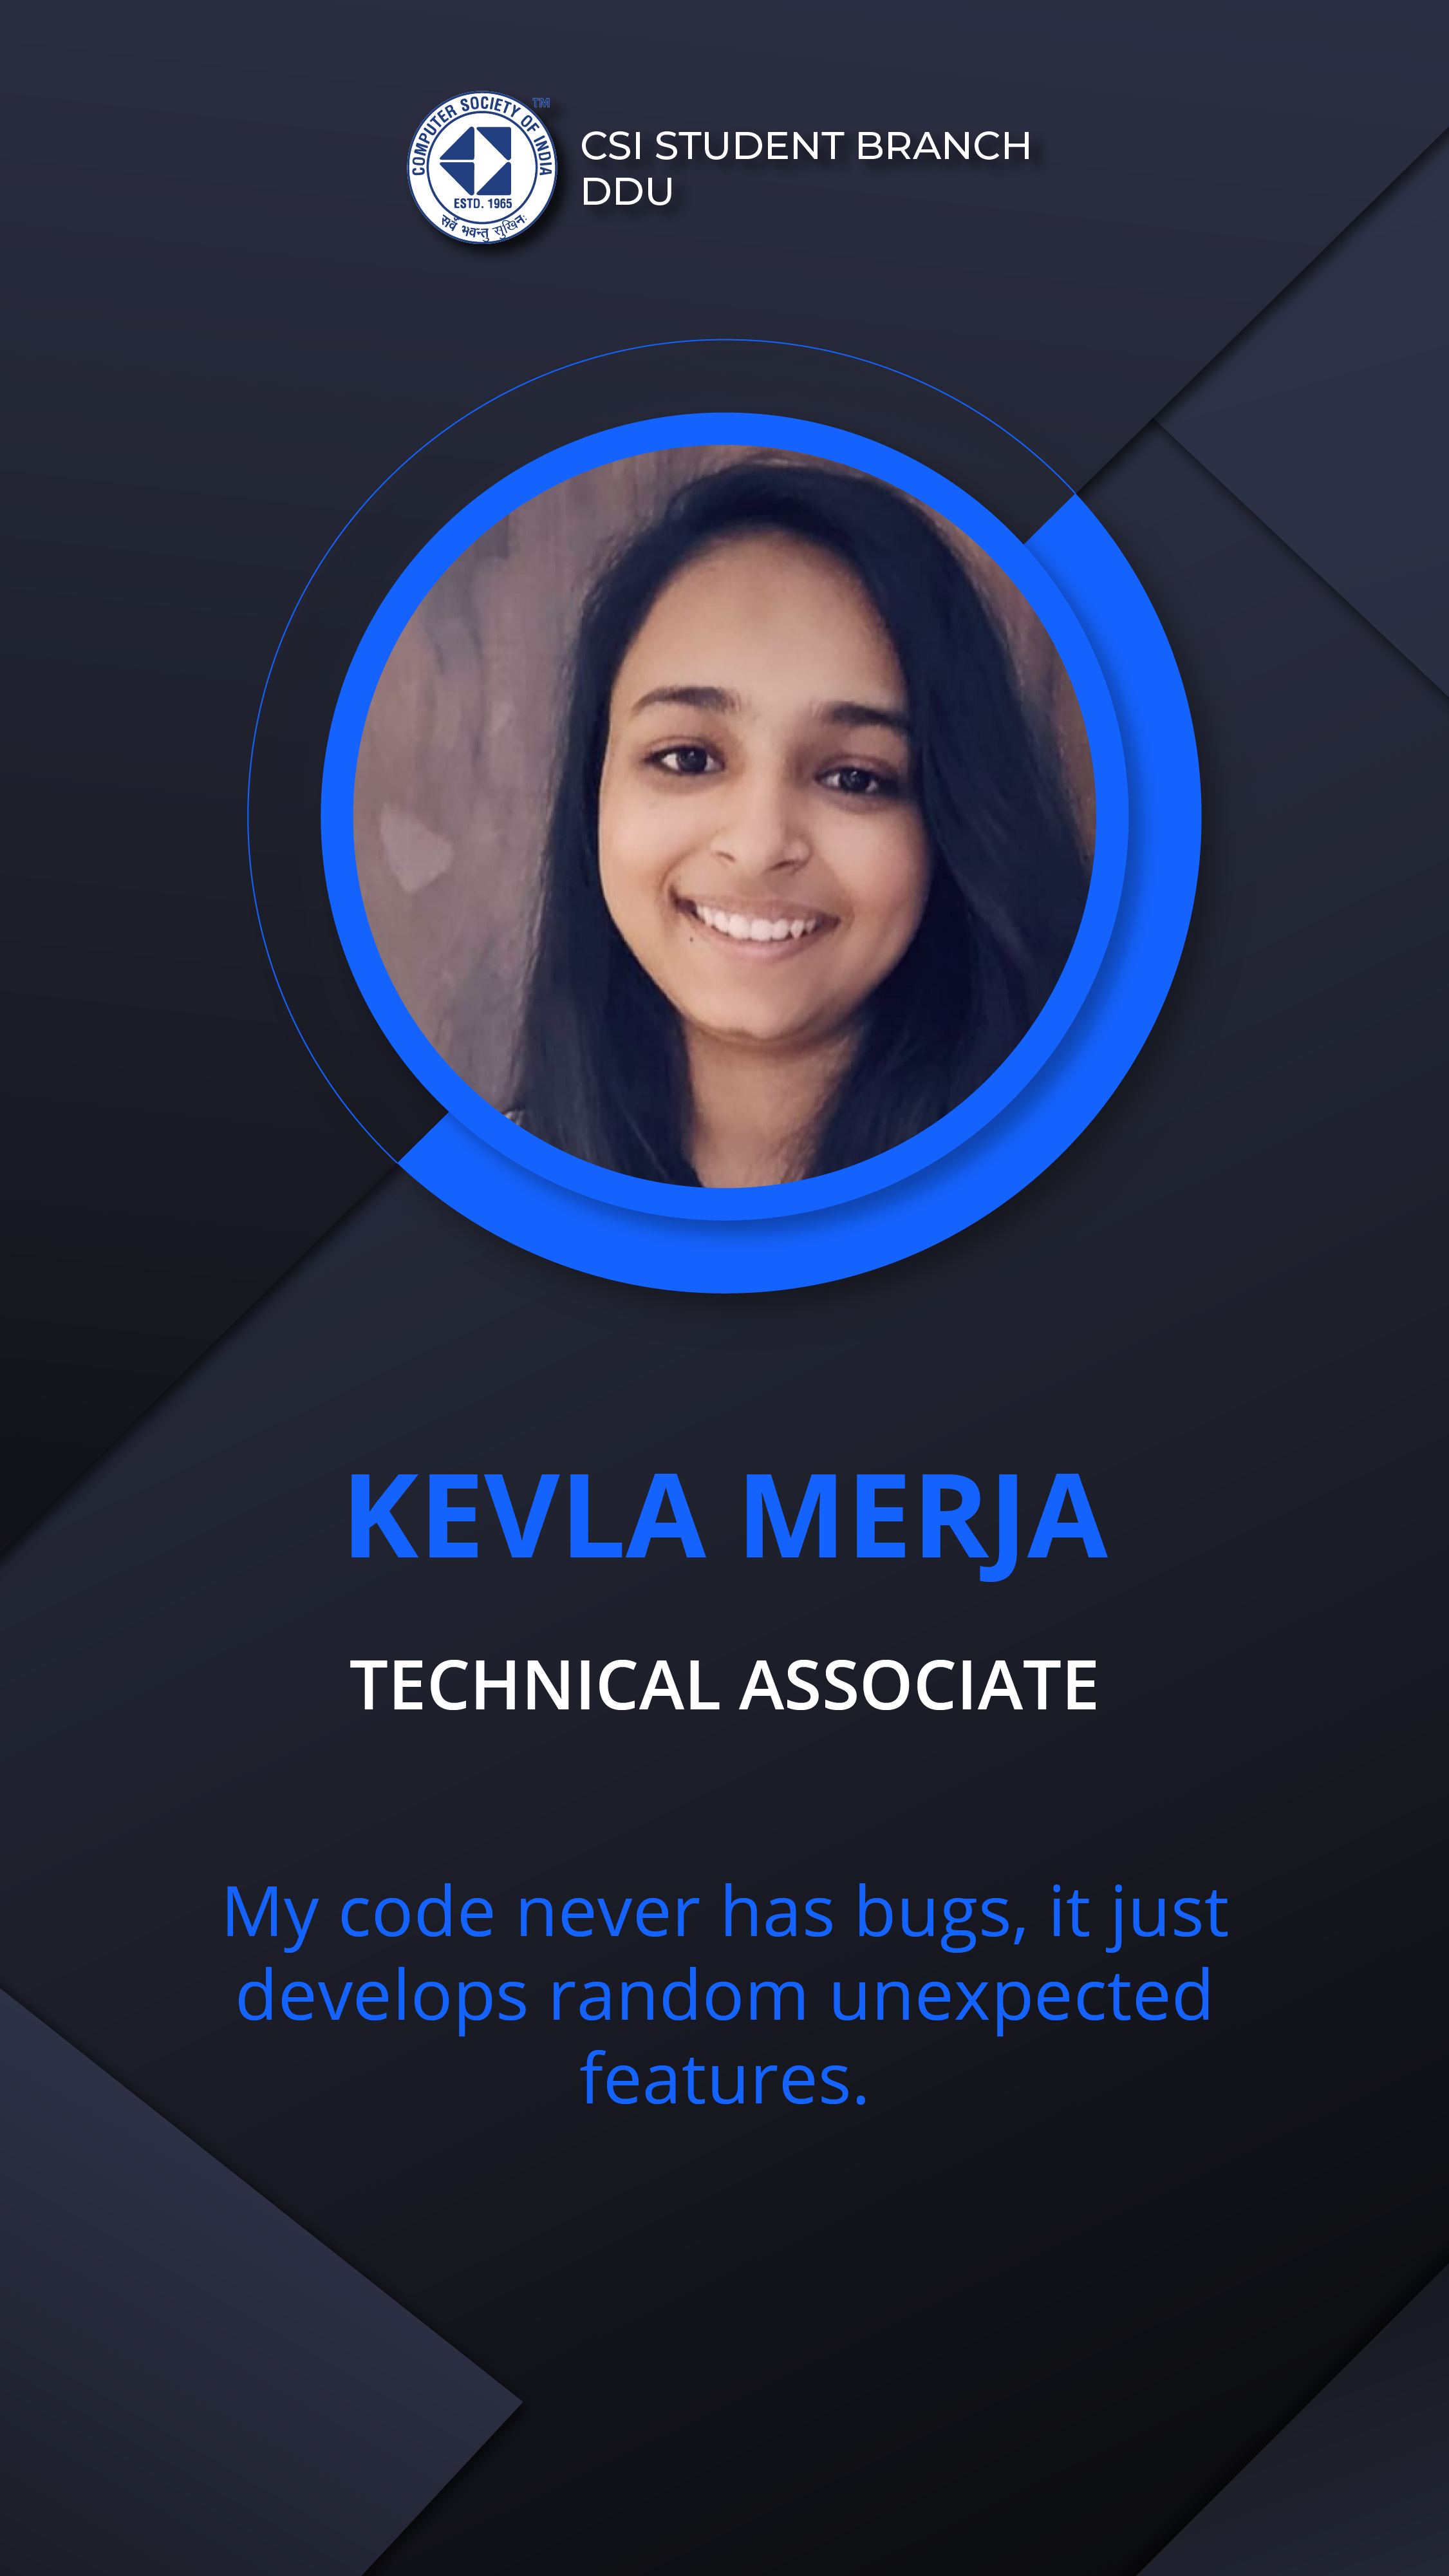 COMPUTER SOCIETY OF INDIA
TM
ESTD. 1965
सर्वे भवन्तु सुखिनः
CSI STUDENT BRANCH
DDU
KEVLA MERJA
TECHNICAL ASSOCIATE
My code never has bugs, it just
develops random unexpected
features.